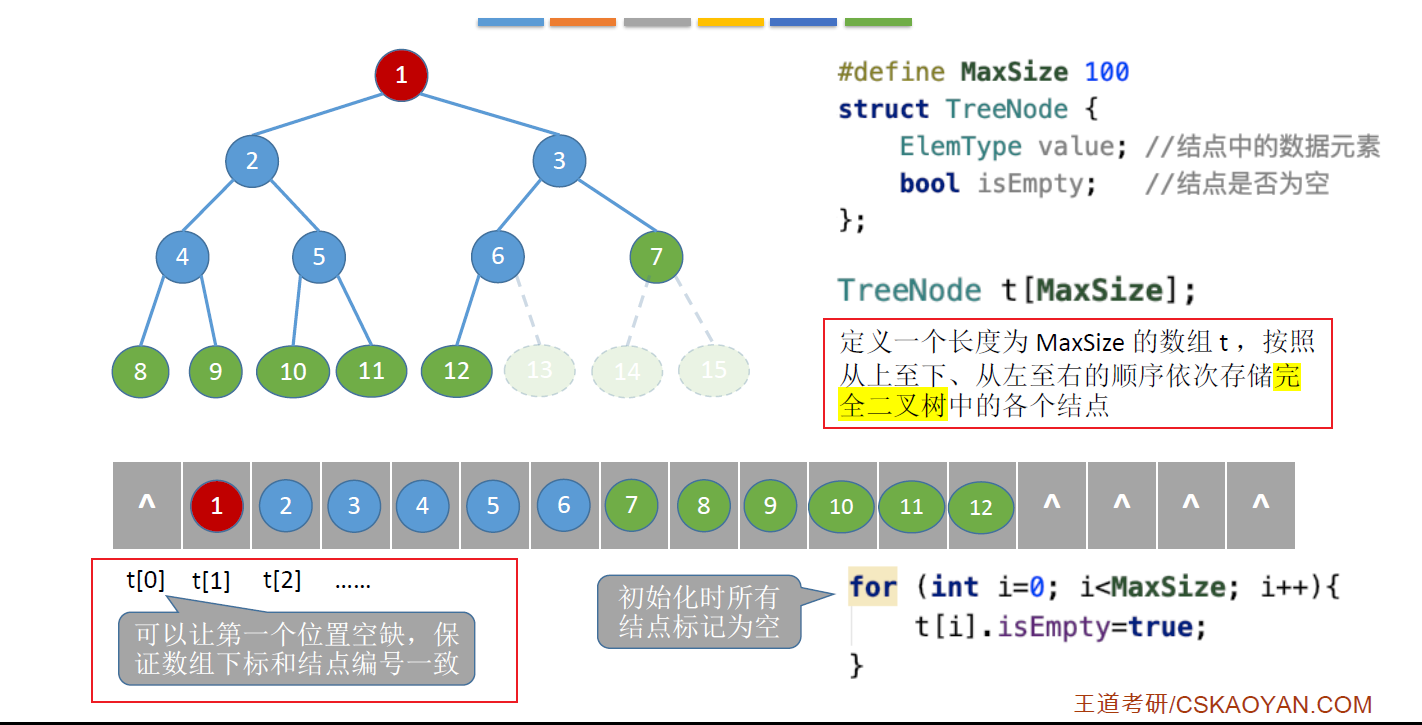 1
2 3
4 5 6 7
8 9 10 11 12 13 14 15
#define MaxSize 100
struct TreeNode {
ElemType value; //结点中的数据元素
bool isEmpty; //结点是否为空
};
TreeNode t[MaxSize];
定义一个长度为 MaxSize 的数组 t ，按照
从上至下、从左至右的顺序依次存储完
全二叉树中的各个结点
^ 1 2 3 4 5 6 7 8 9 10 11 12 ^ ^ ^ ^
t[0] t[1] t[2] ……
可以让第一个位置空缺，保
证数组下标和结点编号一致
初始化时所有
结点标记为空
for (int i=0; i<MaxSize; i++){
t[i].isEmpty=true;
}
王道考研/CSKAOYAN.COM